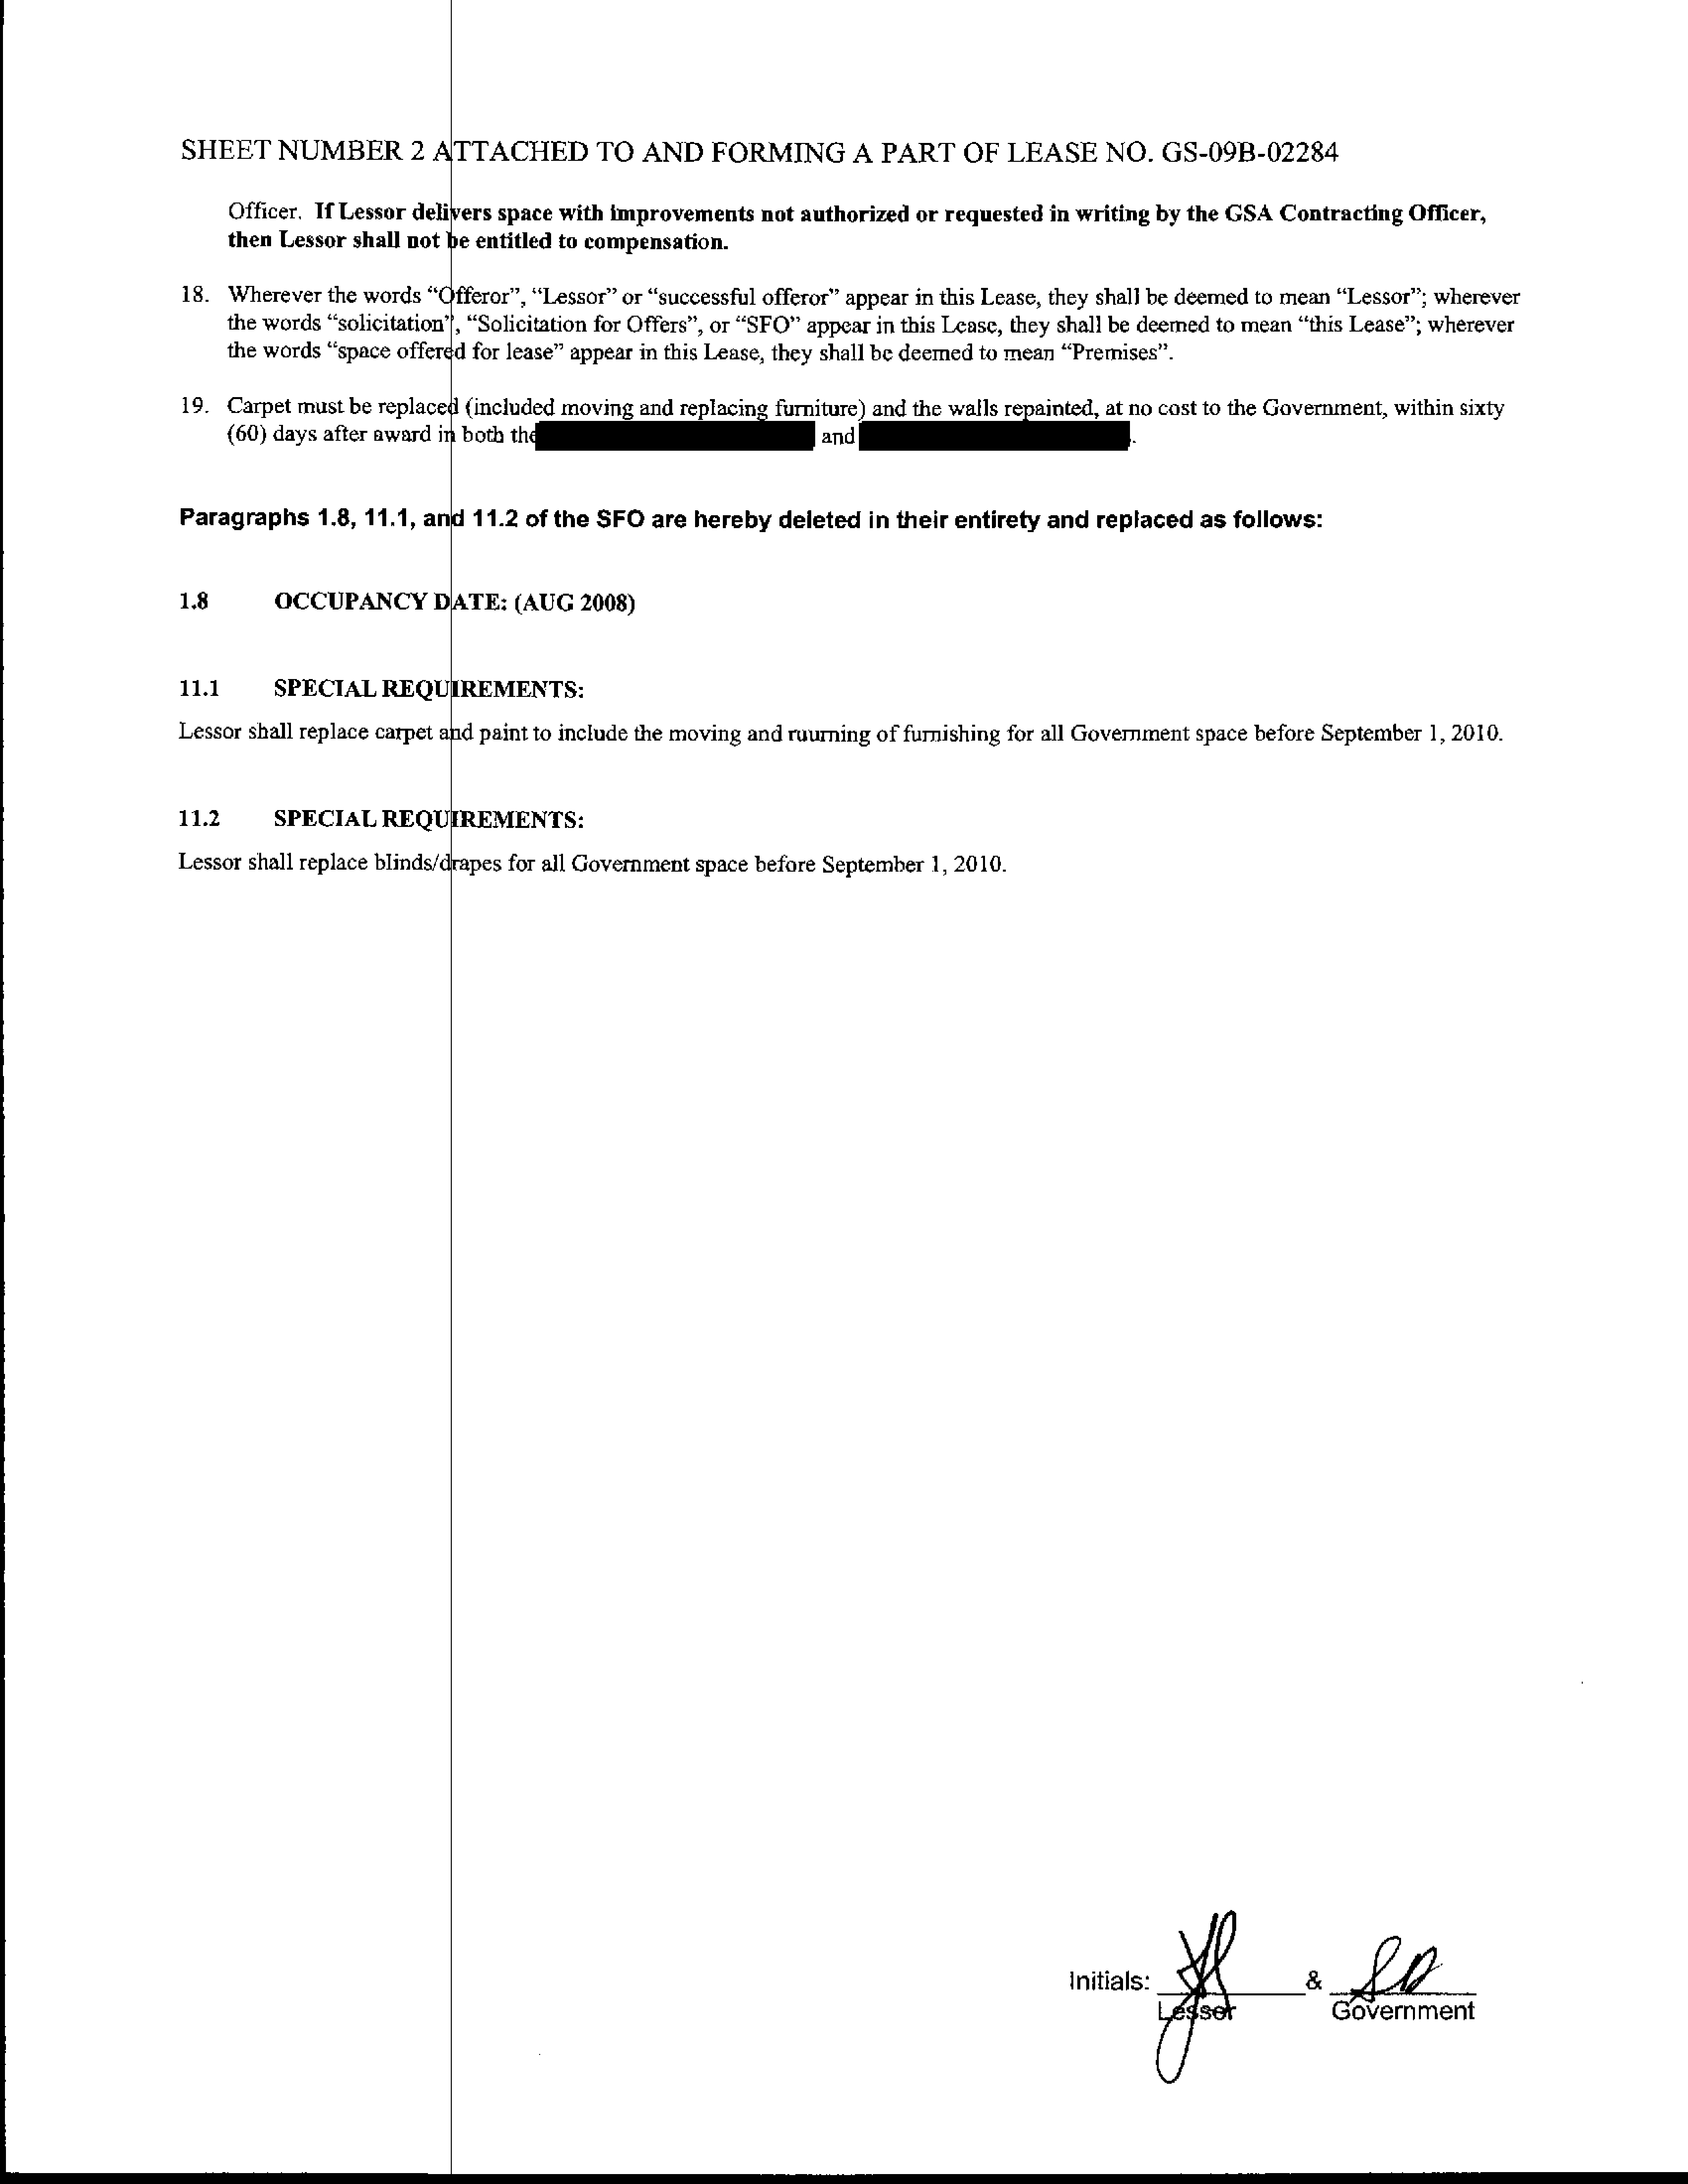 SHEET NUMBER 2 ATTACHED TO AND FORMING A PART OF LEASE NO. GS-09B-02284
Officer. If Lessor delivers space with improvements not authorized or requested in writing by the GSA Contracting Officer,
then Lessor shall not be entitled to compensation.
18. Wherever the words “Offeror”, “Lessor” or “successful offeror” appear in this Lease, they shall be deemed to mean “Lessor”; wherever
the words “solicitation”, “Solicitation for Offers”, or “SFO” appear in this Lease, they shall be deemed to mean “this Lease”; wherever
the words “space offered for lease” appear in this Lease, they shall be deemed to mean “Premises”.
19. Carpet must be replaced (included moving and replacing furniture) and the walls repainted, at no cost to the Government, within sixty
(60) days after award in both the and .
Paragraphs 1.8, 11.1, and 11.2 of the SFO are hereby deleted in their entirety and replaced as follows:
1.8 OCCUPANCY DATE: (AUG 2008)
11.1 SPECIAL REQUIREMENTS:
Lessor shall replace carpet and paint to include the moving and ruurning of furnishing for all Government space before September 1, 2010.
11.2 SPECIAL REQUIREMENTS:
Lessor shall replace blinds/drapes for all Government space before September 1, 2010.
Initials: &
Lessor Government